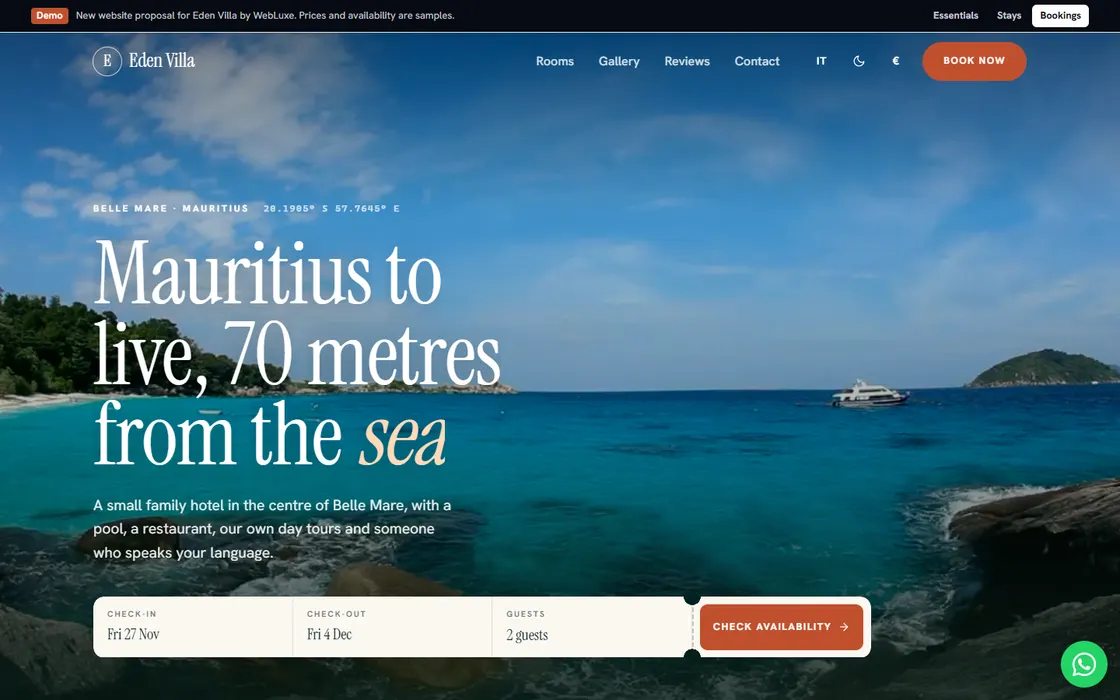 Demo New website proposal for Eden Villa by WebLuxe. Prices and availability are samples.
Essentials Stays Bookings
E Eden Villa
Rooms Gallery Reviews Contact IT € BOOK NOW
BELLE MARE · MAURITIUS 20.1905° S 57.7645° E
Mauritius to
live, 70 metres
from the sea
A small family hotel in the centre of Belle Mare, with a
pool, a restaurant, our own day tours and someone
who speaks your language.
CHECK-IN
Fri 27 Nov
CHECK-OUT
Fri 4 Dec
GUESTS
2 guests
CHECK AVAILABILITY →